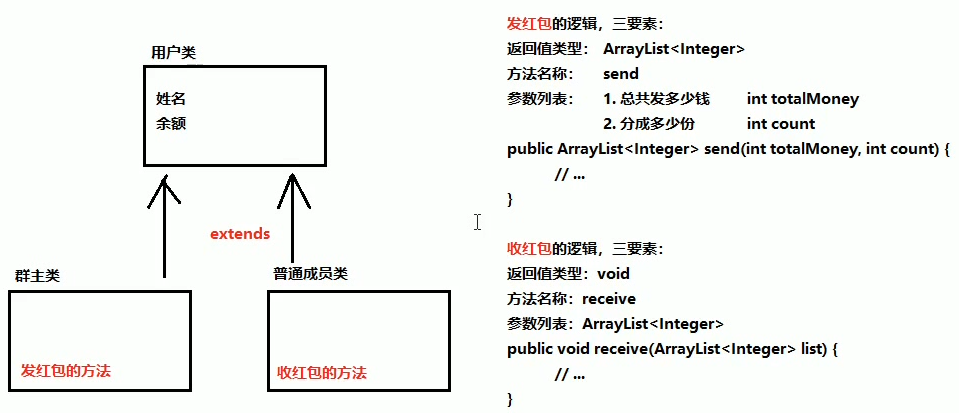 用户类
姓名
余额
extends
群主类
普通成员类
发红包的方法
收红包的方法
发红包的逻辑，三要素：
返回值类型： ArrayList<Integer>
方法名称： send
参数列表： 1. 总共发多少钱 int totalMoney
2. 分成多少份 int count
public ArrayList<Integer> send(int totalMoney, int count) {
// ...
}
收红包的逻辑，三要素：
返回值类型：void
方法名称：receive
参数列表：ArrayList<Integer>
public void receive(ArrayList<Integer> list) {
// ...
}